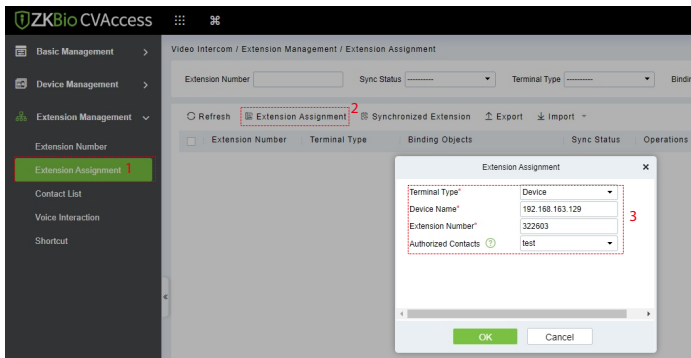 ZKBio CVAccess
Basic Management
Device Management
Extension Management
Extension Number
Extension Assignment 1
Contact List
Voice Interaction
Shortcut
Video Intercom / Extension Management / Extension Assignment
Extension Number Sync Status ---------- Terminal Type ----------
Refresh Extension Assignment 2 Synchronized Extension Export Import
Extension Number Terminal Type Binding Objects Sync Status Operations
Extension Assignment
Terminal Type* Device
Device Name* 192.168.163.129
Extension Number* 322603
Authorized Contacts ? test
3
OK Cancel